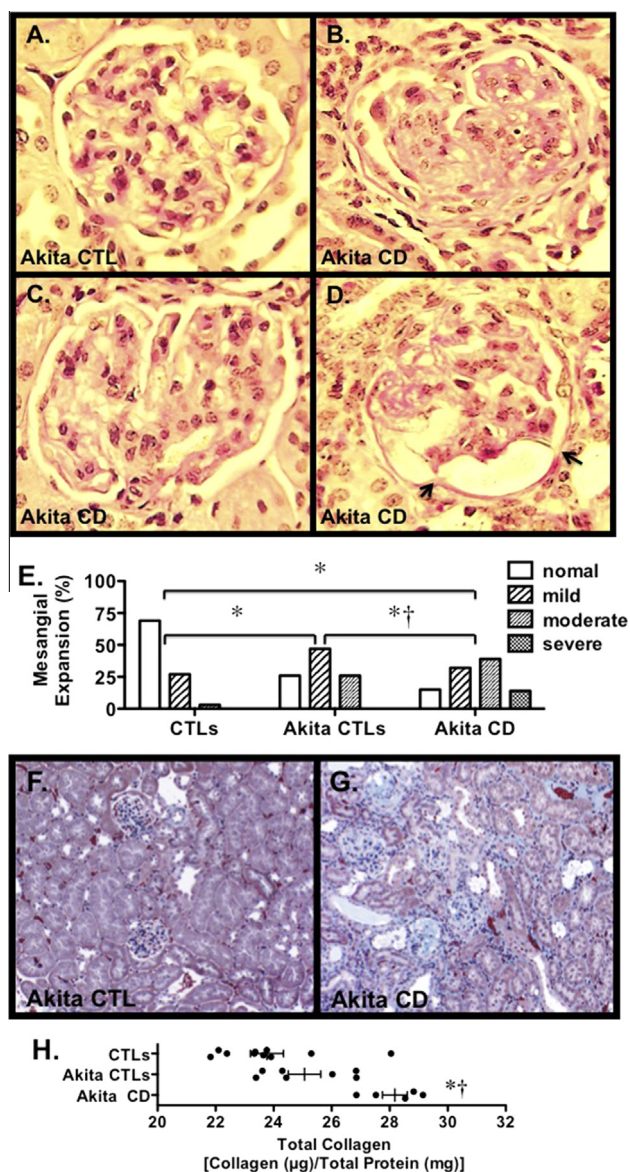 A.
B.
Akita CTL
Akita CD
C.
D.
Akita CD
Akita CD
E.
Mesangial
Expansion (%)
100
75
50
25
0
*
*
*†
nomal
mild
moderate
severe
CTLs
Akita CTLs
Akita CD
F.
G.
Akita CTL
Akita CD
H.
CTLs
Akita CTLs
Akita CD
*†
20
22
24
26
28
30
32
Total Collagen
[Collagen (µg)/Total Protein (mg)]